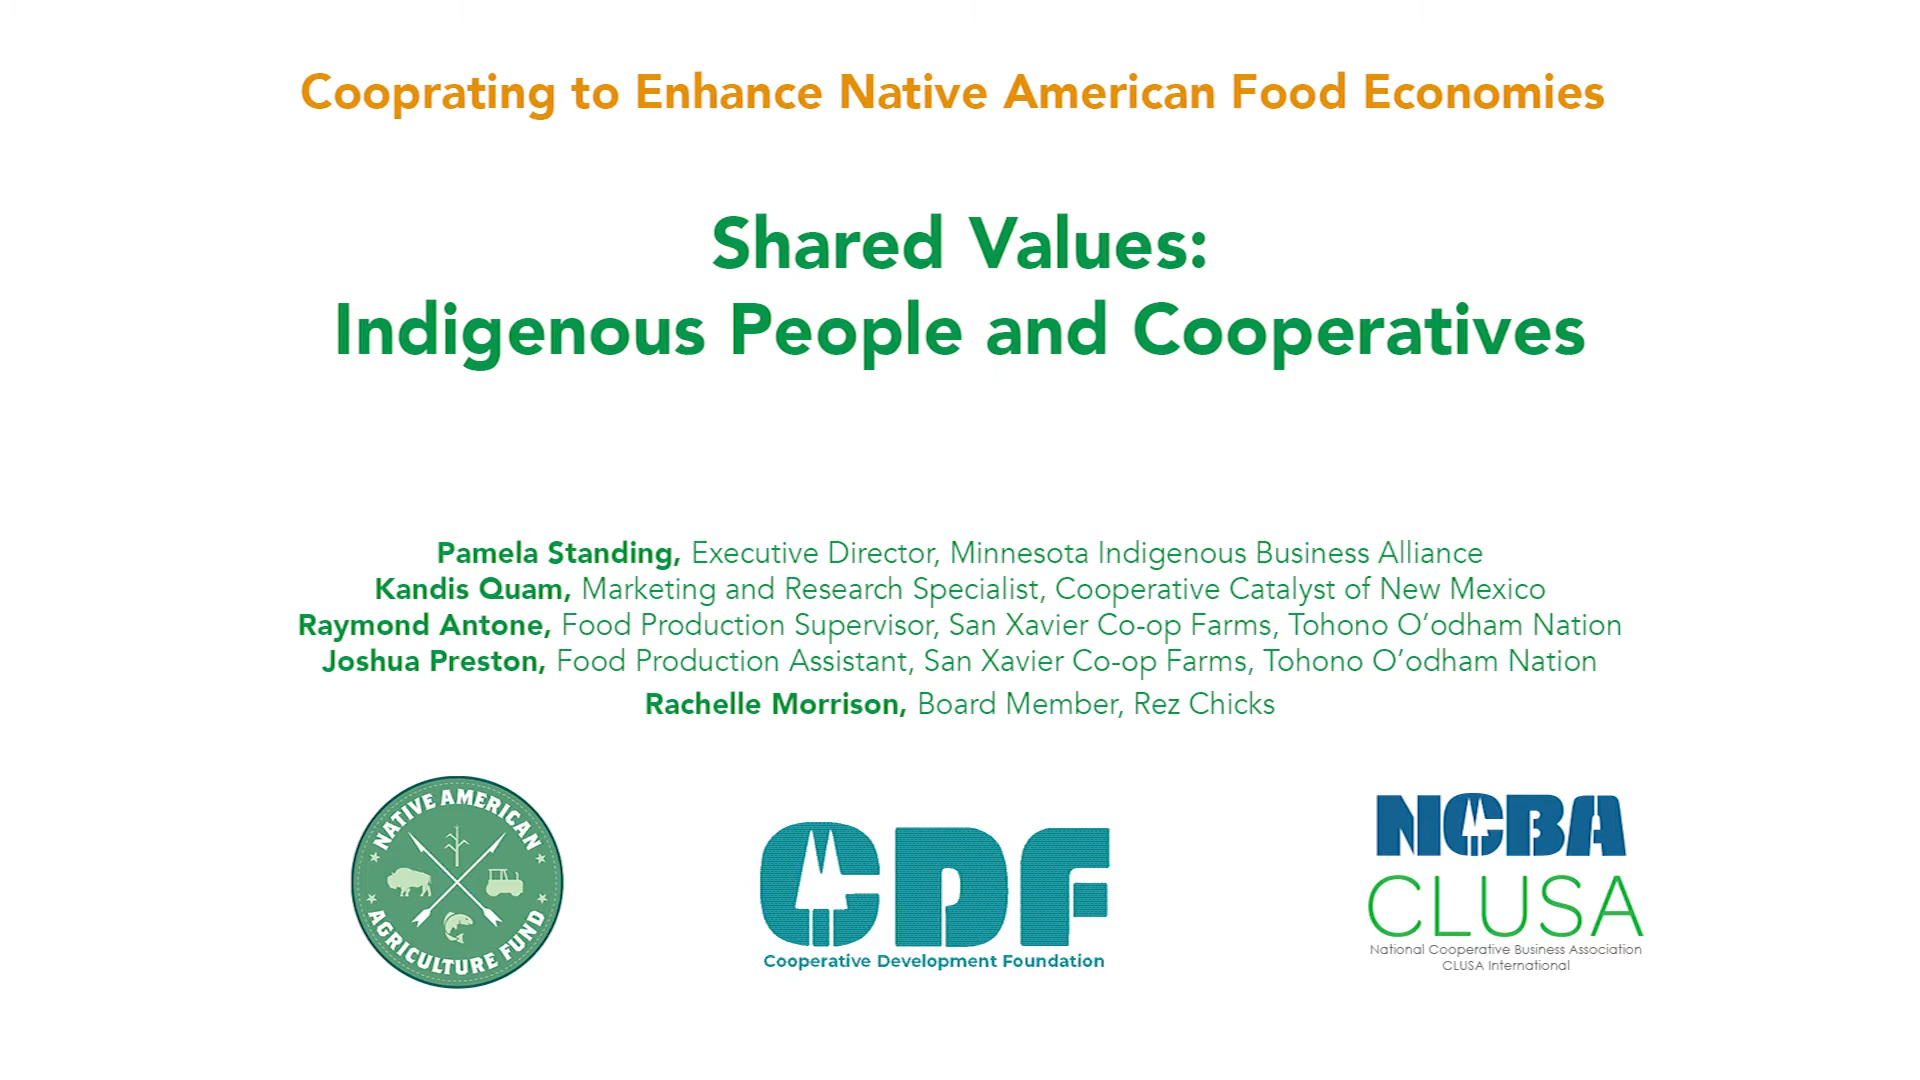 Cooprating to Enhance Native American Food Economies
Shared Values:
Indigenous People and Cooperatives
Pamela Standing, Executive Director, Minnesota Indigenous Business Alliance
Kandis Quam, Marketing and Research Specialist, Cooperative Catalyst of New Mexico
Raymond Antone, Food Production Supervisor, San Xavier Co-op Farms, Tohono O’odham Nation
Joshua Preston, Food Production Assistant, San Xavier Co-op Farms, Tohono O’odham Nation
Rachelle Morrison, Board Member, Rez Chicks
NATIVE AMERICAN
AGRICULTURE FUND
CDF
Cooperative Development Foundation
NCBA
CLUSA
National Cooperative Business Association
CLUSA International